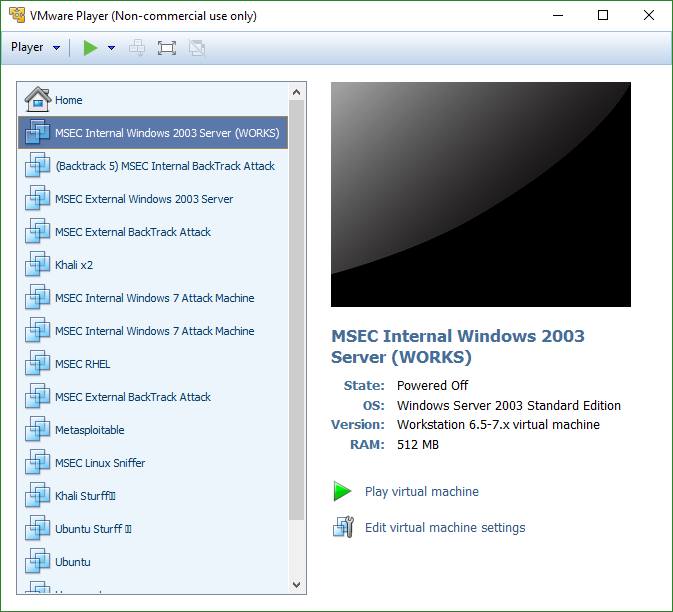 VMware Player (Non-commercial use only)
Player
Home
MSEC Internal Windows 2003 Server (WORKS)
(Backtrack 5) MSEC Internal BackTrack Attack
MSEC External Windows 2003 Server
MSEC External BackTrack Attack
Khali x2
MSEC Internal Windows 7 Attack Machine
MSEC Internal Windows 7 Attack Machine
MSEC RHEL
MSEC External BackTrack Attack
Metasploitable
MSEC Linux Sniffer
Khali Sturff
Ubuntu Sturff
Ubuntu
MSEC Internal Windows 2003
Server (WORKS)
State: Powered Off
OS: Windows Server 2003 Standard Edition
Version: Workstation 6.5-7.x virtual machine
RAM: 512 MB
Play virtual machine
Edit virtual machine settings